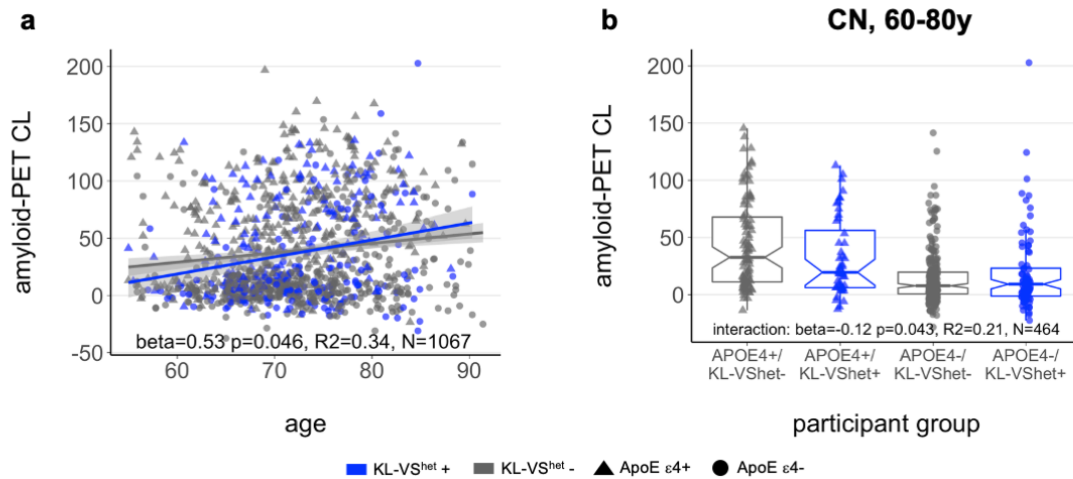 a
amyloid-PET CL
200
150
100
50
0
-50
beta=0.53 p=0.046, R2=0.34, N=1067
60 70 80 90
age
b
CN, 60-80y
amyloid-PET CL
200
150
100
50
0
interaction: beta=-0.12 p=0.043, R2=0.21, N=464
APOE4+/ APOE4+/ APOE4-/ APOE4-/
KL-VShet- KL-VShet+ KL-VShet- KL-VShet+
participant group
KL-VShet + KL-VShet - ApoE ε4+ ApoE ε4-